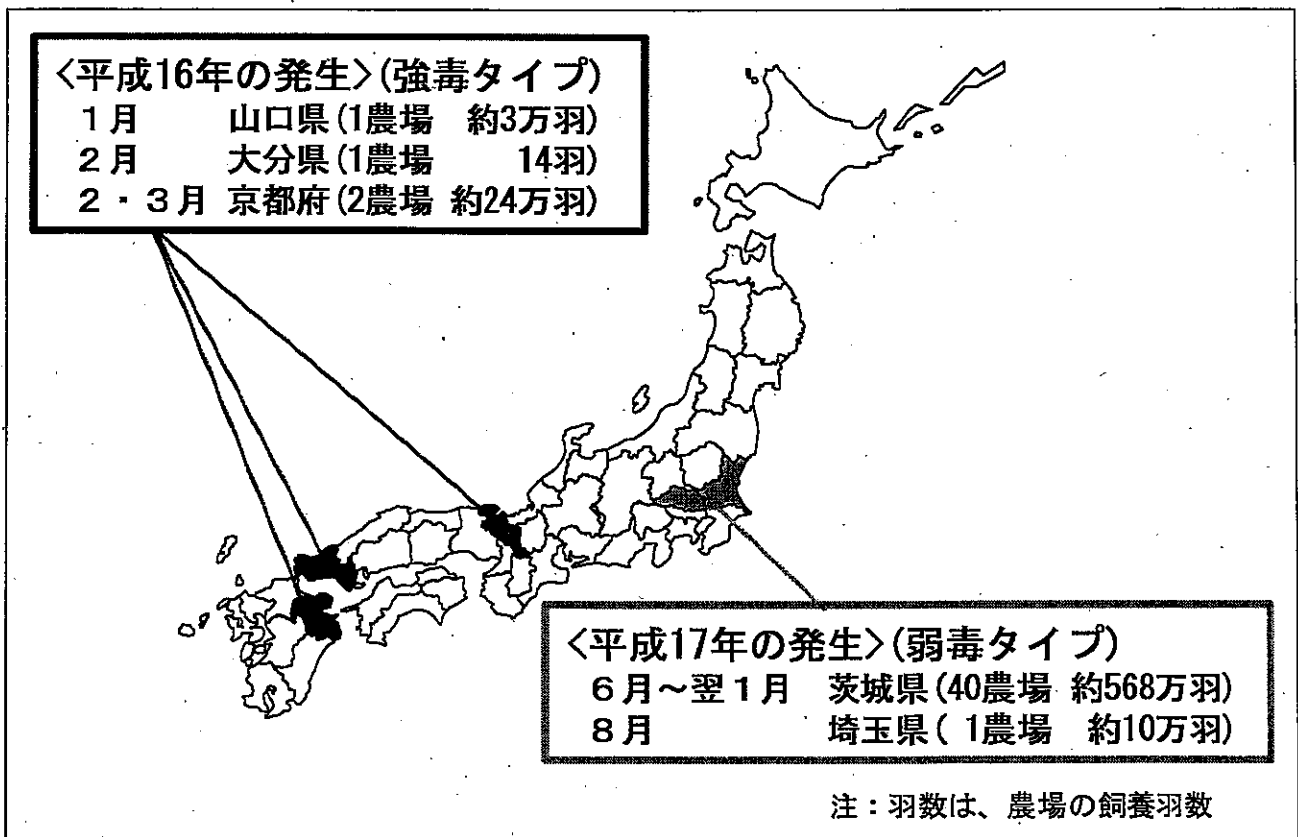 <平成16年の発生>(強毒タイプ)
1月 山口県(1農場 約3万羽)
2月 大分県(1農場 14羽)
2・3月 京都府(2農場 約24万羽)
<平成17年の発生>(弱毒タイプ)
6月～翌1月 茨城県(40農場 約568万羽)
8月 埼玉県( 1農場 約10万羽)
注:羽数は、農場の飼養羽数